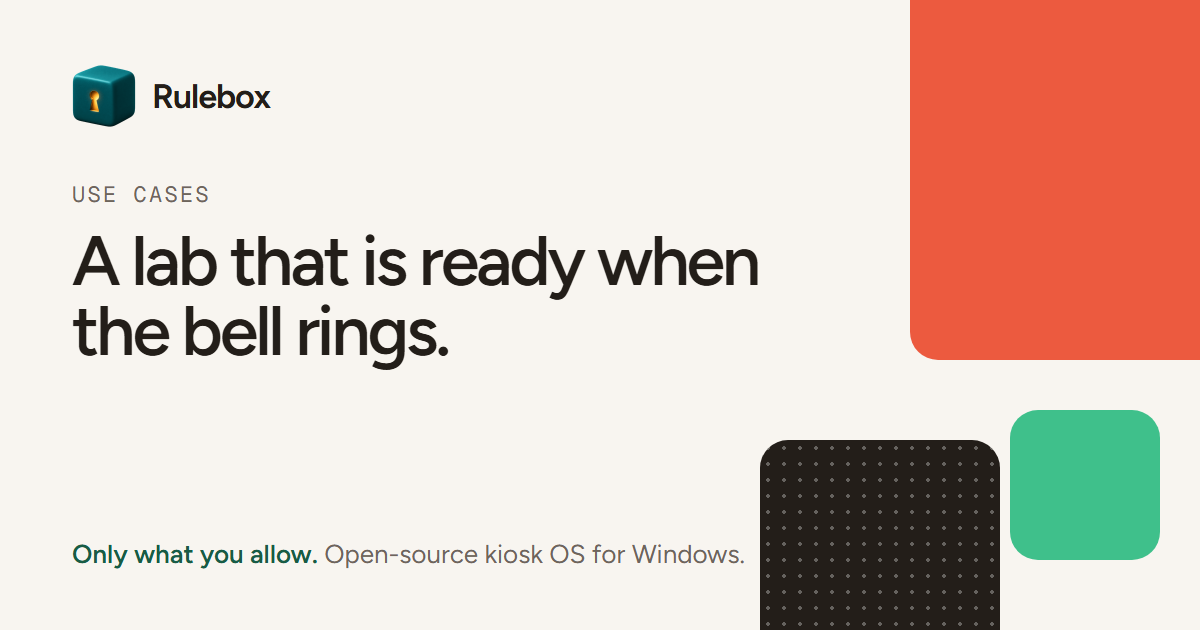 Rulebox
USE CASES
A lab that is ready when
the bell rings.
Only what you allow. Open-source kiosk OS for Windows.